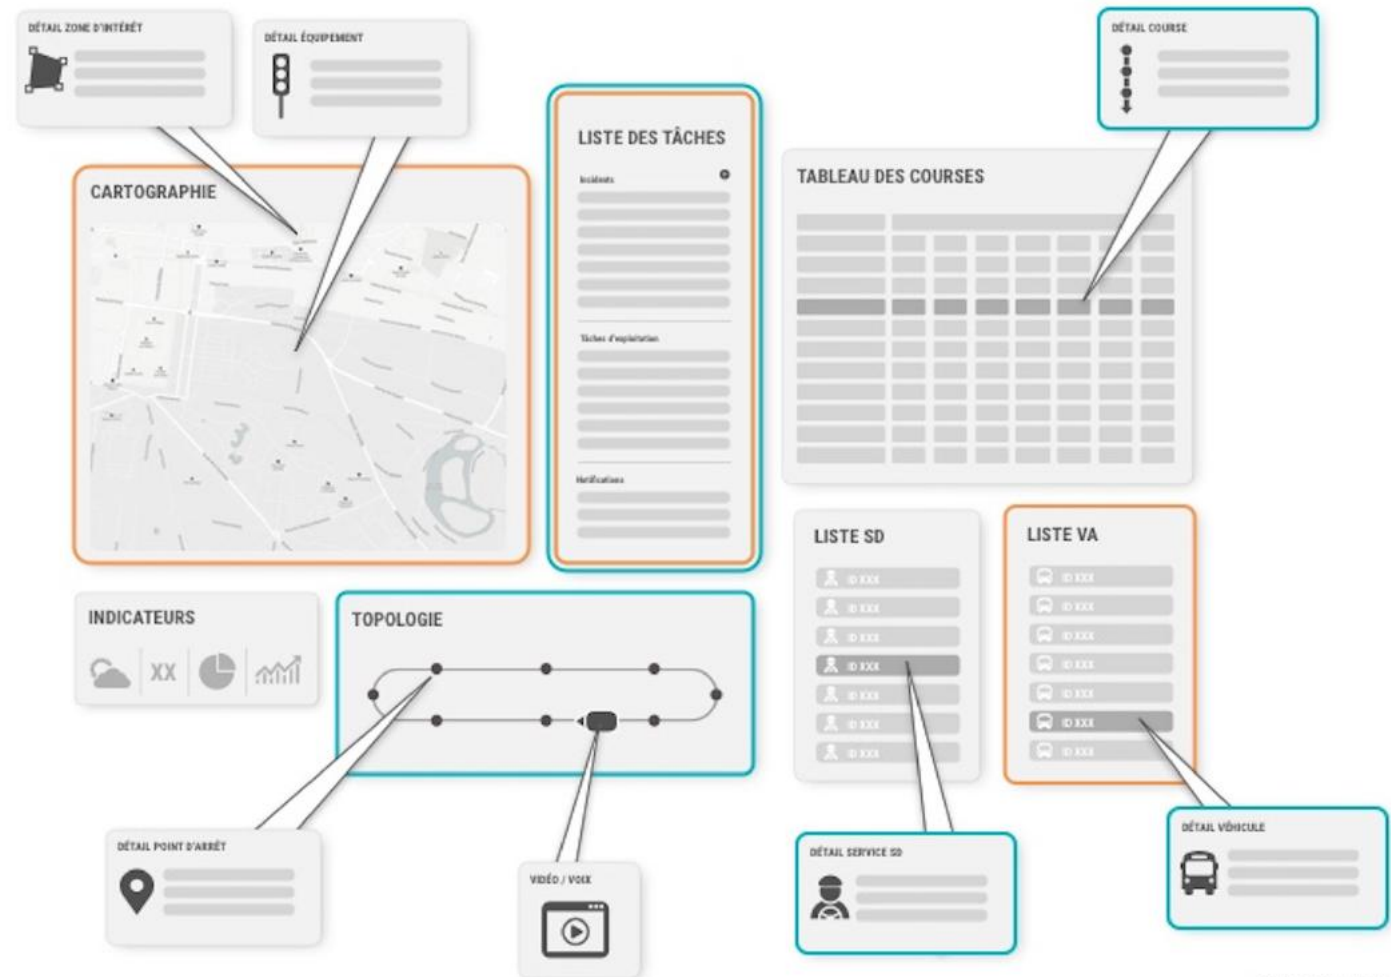 DÉTAIL ZONE D'INTÉRÊT
DÉTAIL ÉQUIPEMENT
DÉTAIL COURSE
CARTOGRAPHIE
LISTE DES TÂCHES
Incidents
Tâches d'exploitation
Notifications
TABLEAU DES COURSES
INDICATEURS
XX
TOPOLOGIE
LISTE SD
ID XXX
ID XXX
ID XXX
ID XXX
ID XXX
ID XXX
ID XXX
LISTE VA
ID XXX
ID XXX
ID XXX
ID XXX
ID XXX
ID XXX
ID XXX
DÉTAIL POINT D'ARRÊT
VIDÉO / VOIX
DÉTAIL SERVICE SD
DÉTAIL VÉHICULE